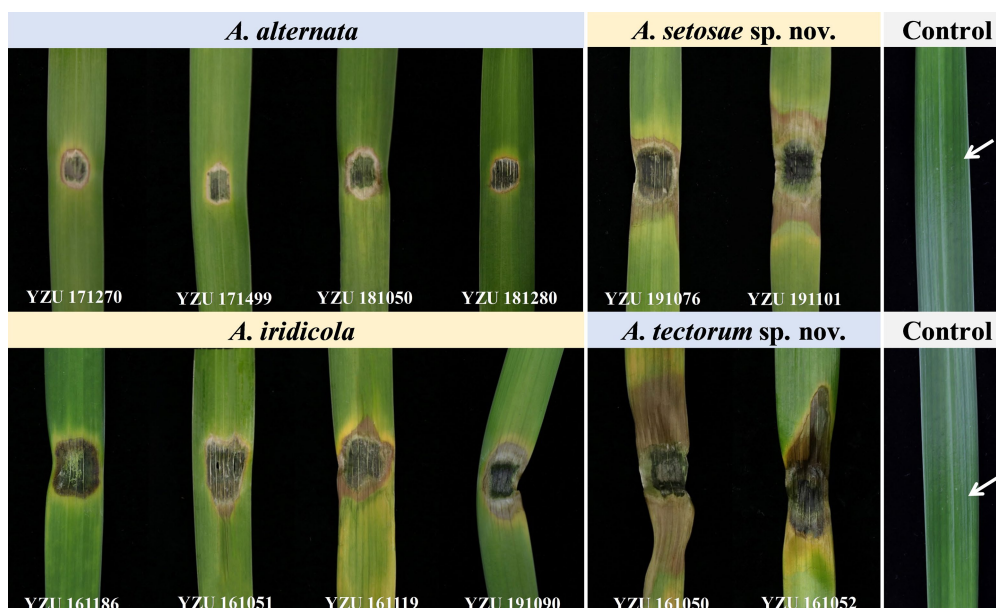 A. alternata
A. setosae sp. nov.
Control
YZU 171270
YZU 171499
YZU 181050
YZU 181280
YZU 191076
YZU 191101
A. iridicola
A. tectorum sp. nov.
Control
YZU 161186
YZU 161051
YZU 161119
YZU 191090
YZU 161050
YZU 161052